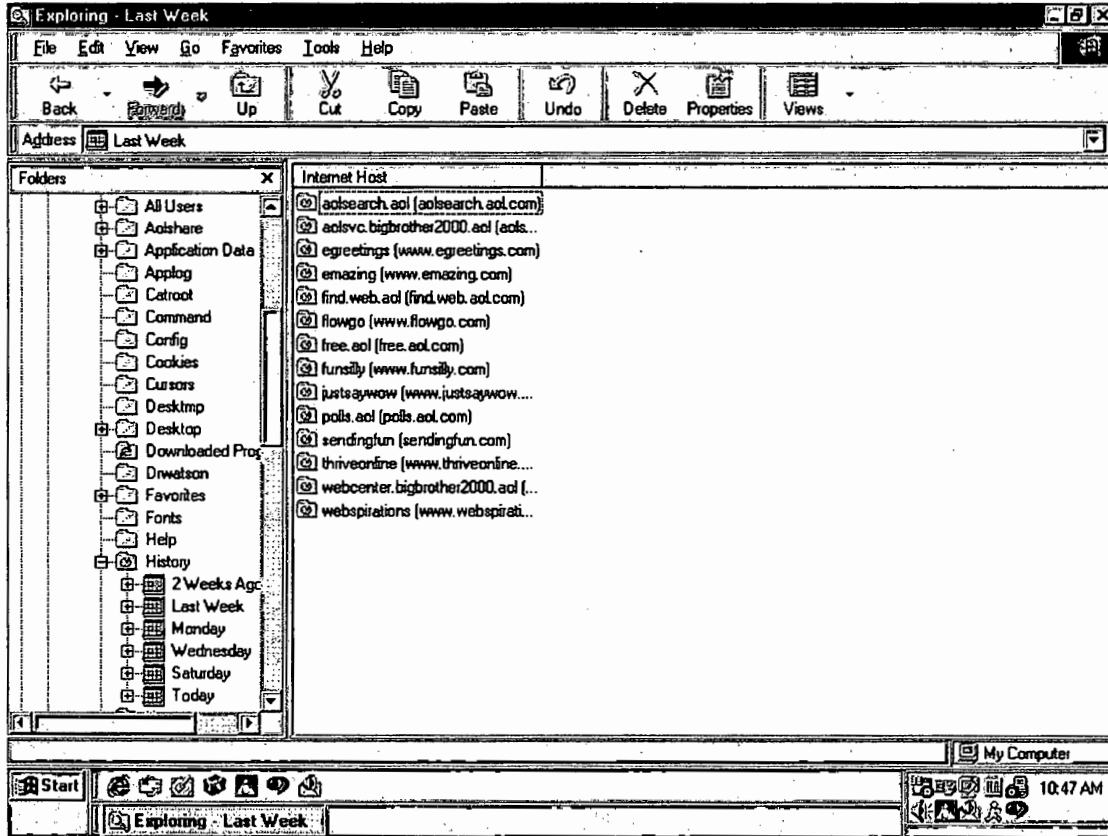 Exploring - Last Week
File Edit View Go Favorites Tools Help
Back Forward Up Cut Copy Paste Undo Delete Properties Views
Address Last Week
Folders
All Users
Aolshare
Application Data
Applog
Catroot
Command
Config
Cookies
Cursors
Desktmp
Desktop
Downloaded Prog
Drwatson
Favorites
Fonts
Help
History
2 Weeks Ago
Last Week
Monday
Wednesday
Saturday
Today
Internet Host
aolsearch.aol (aolsearch.aol.com)
aolsvc.bigbrother2000.aol (aols...
egreetings (www.egreetings.com)
emazing (www.emazing.com)
find.web.aol (find.web.aol.com)
flowgo (www.flowgo.com)
free.aol (free.aol.com)
funsilly (www.funsilly.com)
justsaywow (www.justsaywow....
polls.aol (polls.aol.com)
sendingfun (sendingfun.com)
thriveonline (www.thriveonline....
webcenter.bigbrother2000.aol (...
webspirations (www.webspirati...
My Computer
Start
10:47 AM
Exploring - Last Week